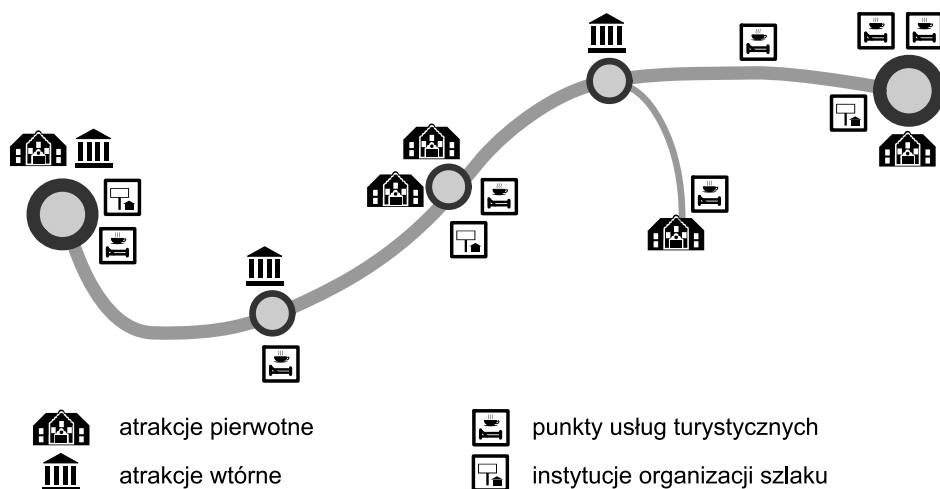 atrakcje pierwotne
punkty usług turystycznych
atrakcje wtórne
instytucje organizacji szlaku